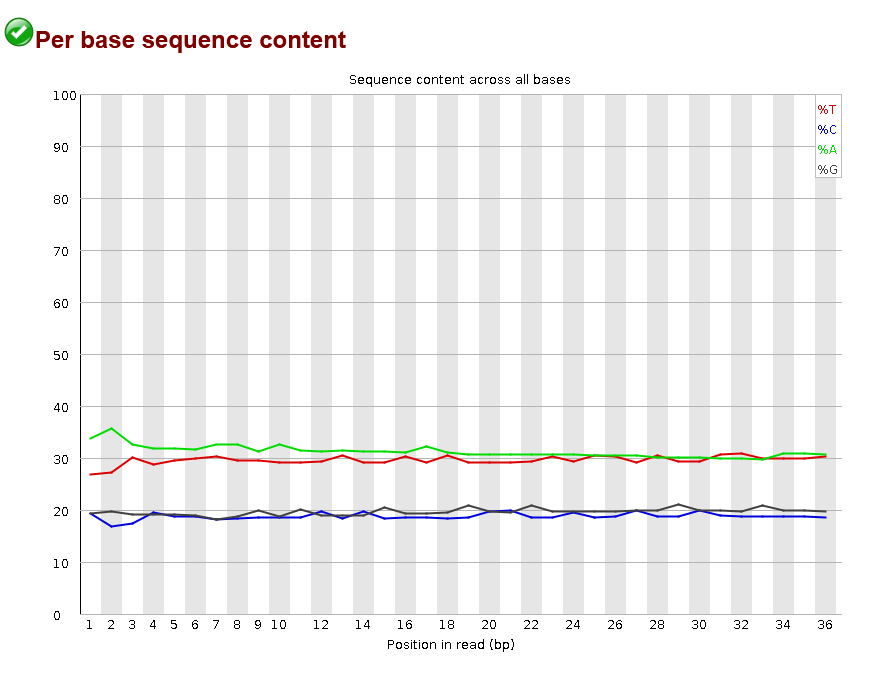 Per base sequence content
Sequence content across all bases
100
90
80
70
60
50
40
30
20
10
0
%T
%C
%A
%G
1 2 3 4 5 6 7 8 9 10 12 14 16 18 20 22 24 26 28 30 32 34 36
Position in read (bp)